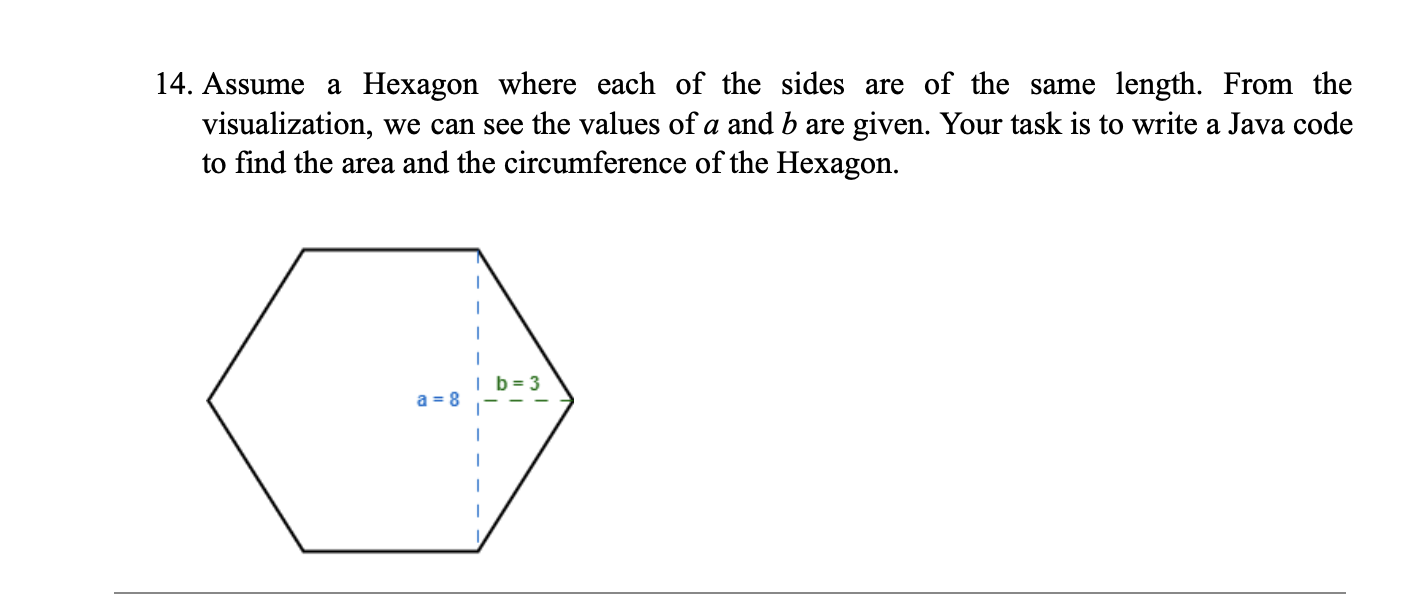 14. Assume a Hexagon where each of the sides are of the same length. From the
visualization, we can see the values of a and b are given. Your task is to write a Java code
to find the area and the circumference of the Hexagon.
b = 3
a = 8